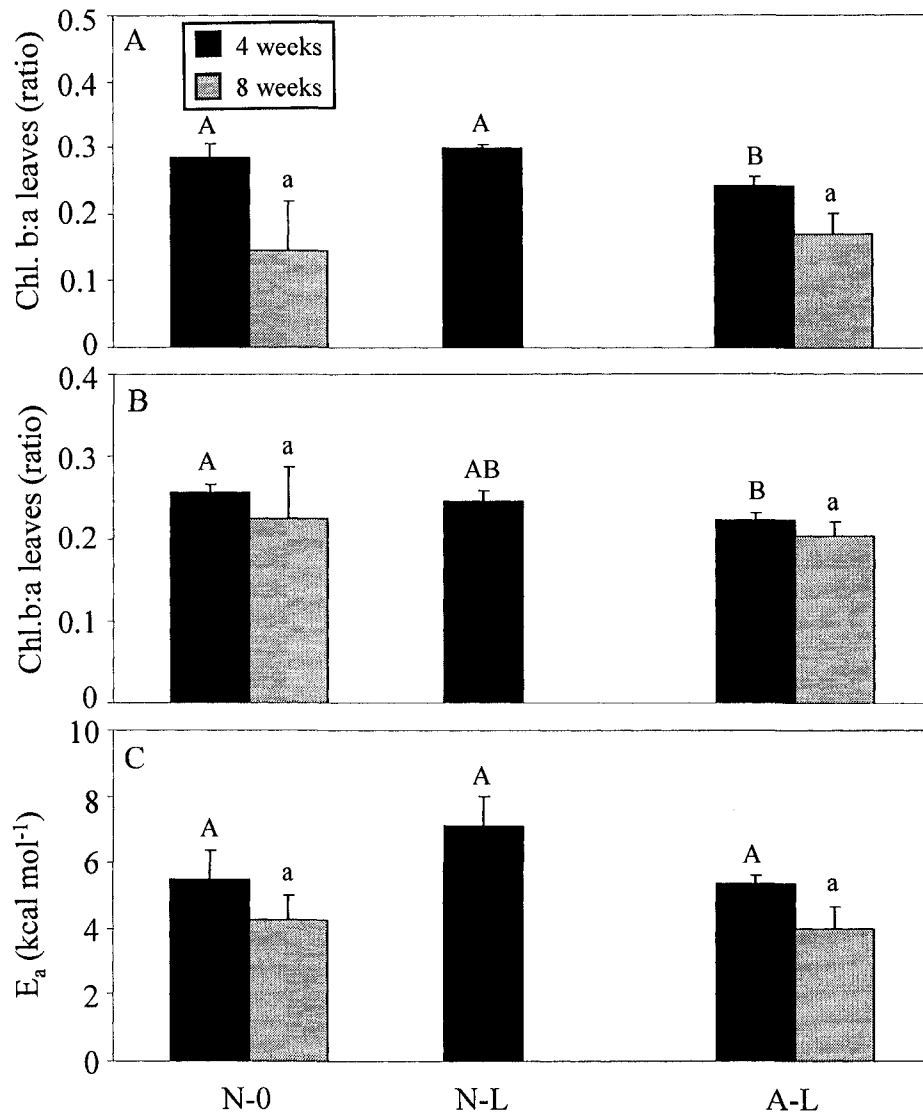 A
4 weeks
8 weeks
Chl. b:a leaves (ratio)
0.5
0.4
0.3
0.2
0.1
0
A
a
A
B
a
B
Chl.b:a leaves (ratio)
0.4
0.3
0.2
0.1
0
A
a
AB
B
a
C
Ea (kcal mol-1)
10
8
6
4
2
0
A
a
A
A
a
N-0
N-L
A-L